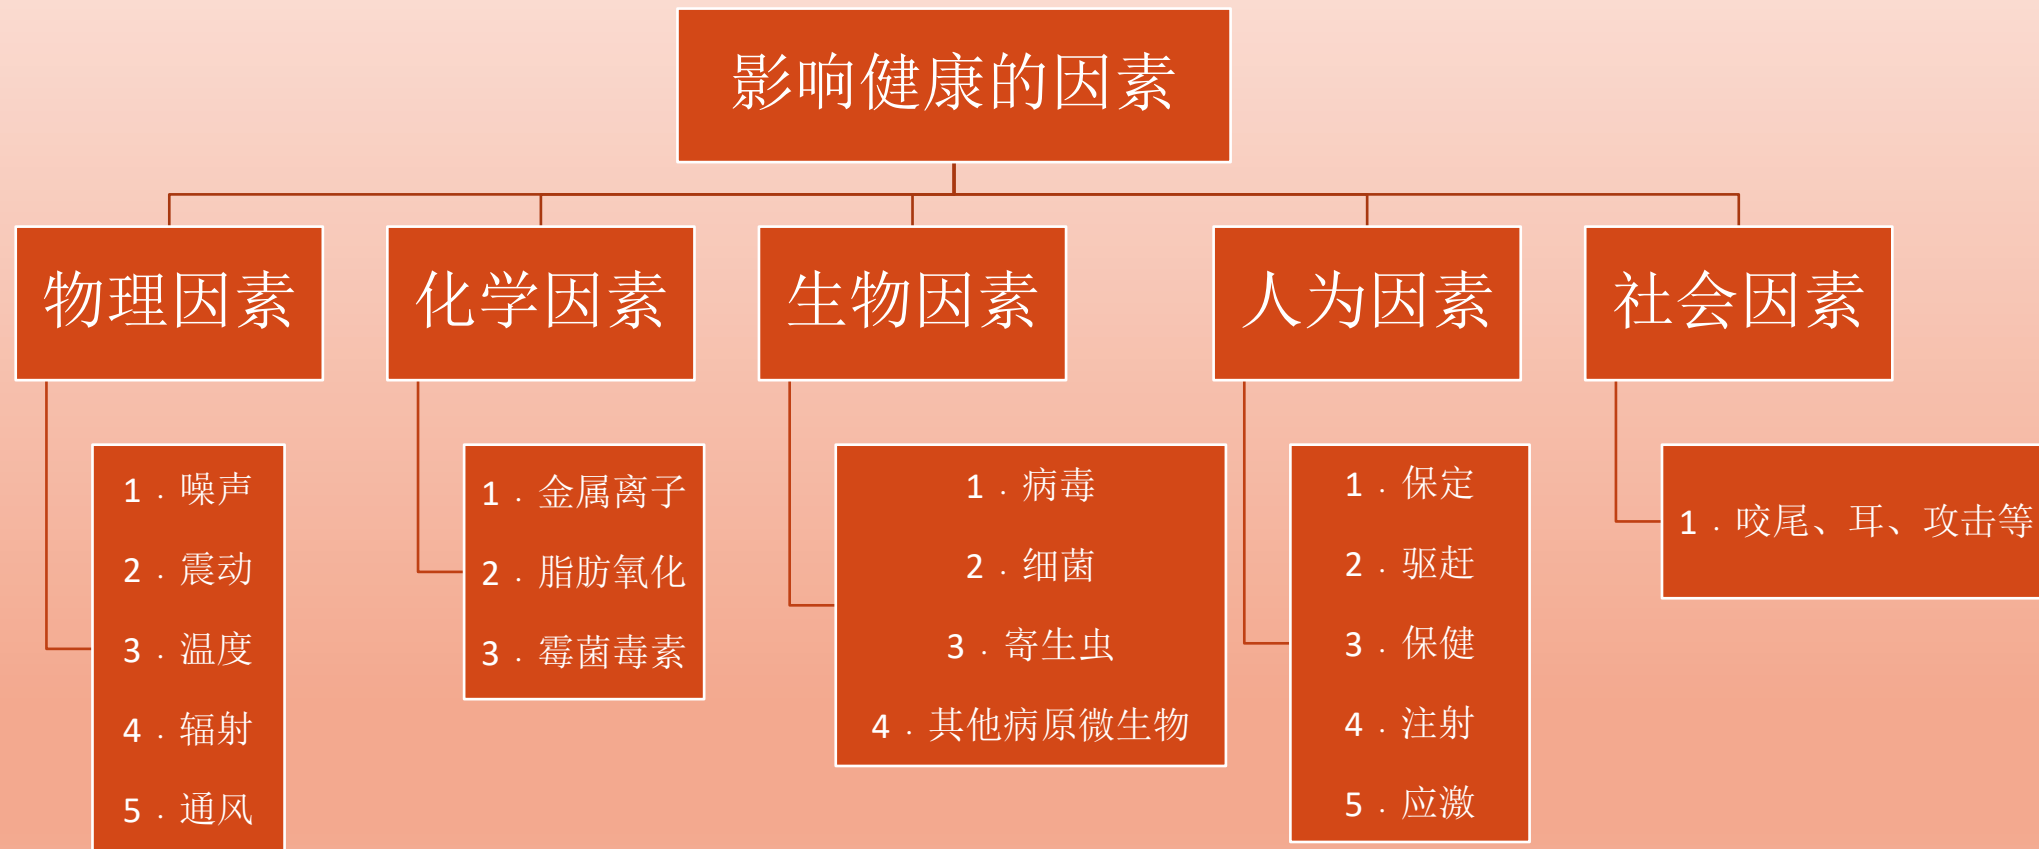 影响健康的因素
物理因素
1．噪声
2．震动
3．温度
4．辐射
5．通风
化学因素
1．金属离子
2．脂肪氧化
3．霉菌毒素
生物因素
1．病毒
2．细菌
3．寄生虫
4．其他病原微生物
人为因素
1．保定
2．驱赶
3．保健
4．注射
5．应激
社会因素
1．咬尾、耳、攻击等